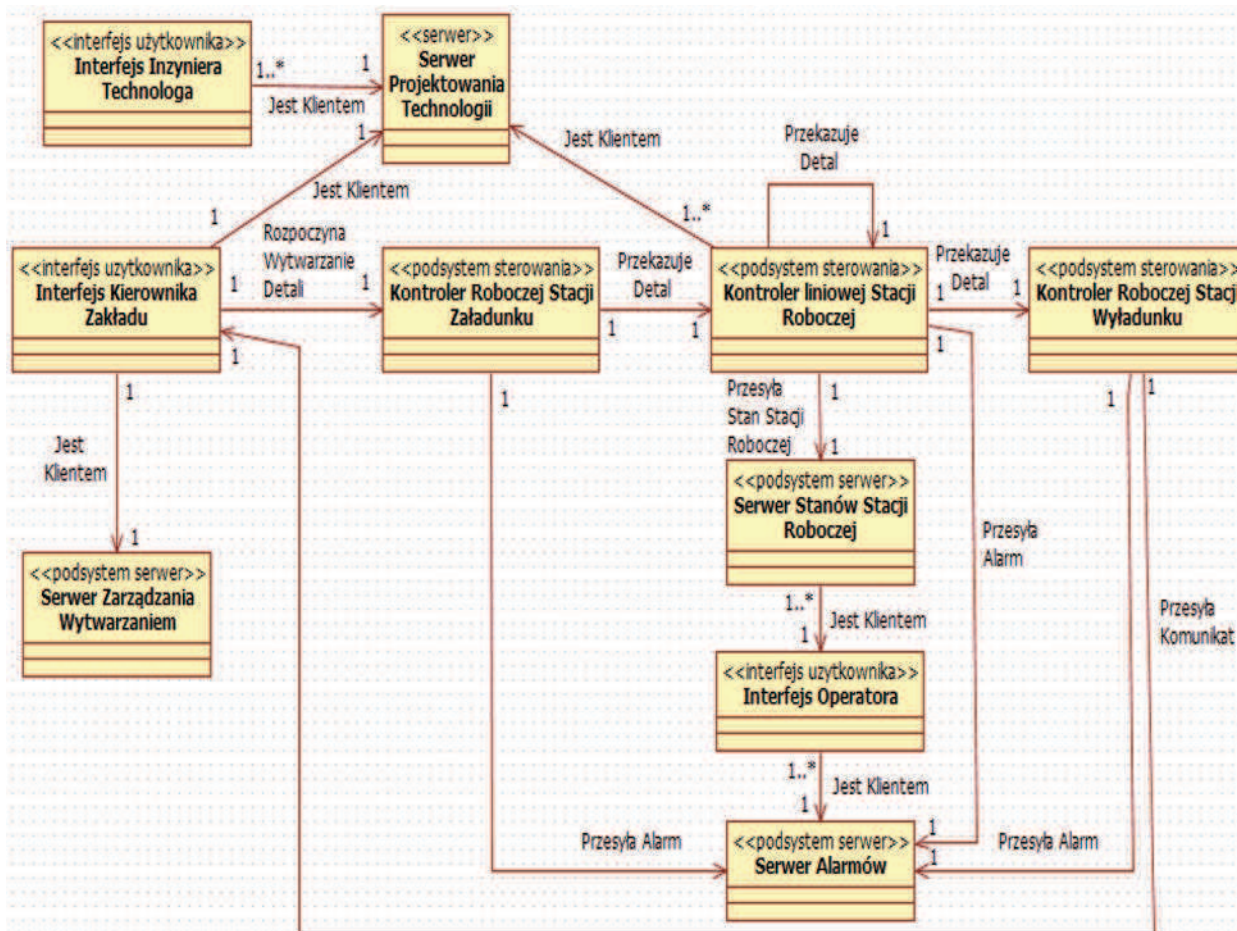 <<interfejs użytkownika>>
Interfejs Inzyniera
Technologa
1..*
1
Jest Klientem
<<serwer>>
Serwer
Projektowania
Technologii
1
Jest Klientem
1
Jest Klientem
1..*
Przekazuje
Detal
1
<<interfejs uzytkownika>>
Interfejs Kierownika
Zakładu
1
1
Rozpoczyna
Wytwarzanie
Detali
1
<<podsystem sterowania>>
Kontroler Roboczej Stacji
Załadunku
1
Przekazuje
Detal
1
<<podsystem sterowania>>
Kontroler liniowej Stacji
Roboczej
1
1
Przekazuje
Detal
1
<<podsystem sterowania>>
Kontroler Roboczej Stacji
Wyładunku
1
Jest
Klientem
1
<<podsystem serwer>>
Serwer Zarządzania
Wytwarzaniem
1
Przesyła
Stan Stacji
Roboczej
1
1
<<podsystem serwer>>
Serwer Stanów Stacji
Roboczej
1..*
Jest Klientem
1
<<interfejs uzytkownika>>
Interfejs Operatora
1..*
Jest Klientem
1
<<podsystem serwer>>
Serwer Alarmów
Przesyła Alarm
Przesyła
Alarm
1
1
Przesyła Alarm
1
1
Przesyła
Komunikat